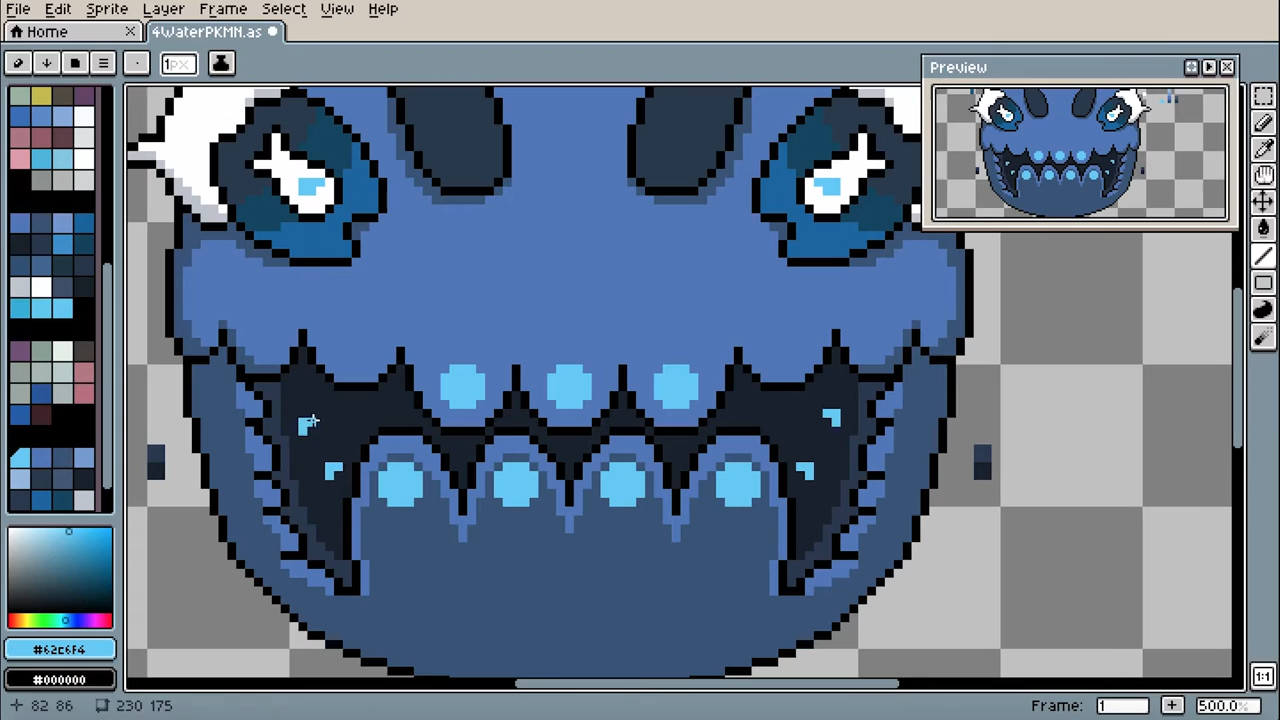 File Edit Sprite Layer Frame Select View Help
Home
4WaterPKMN.as
1px
Preview
#62c6f4
#000000
82 86 230 175
Frame: 1
500.0%
1:1